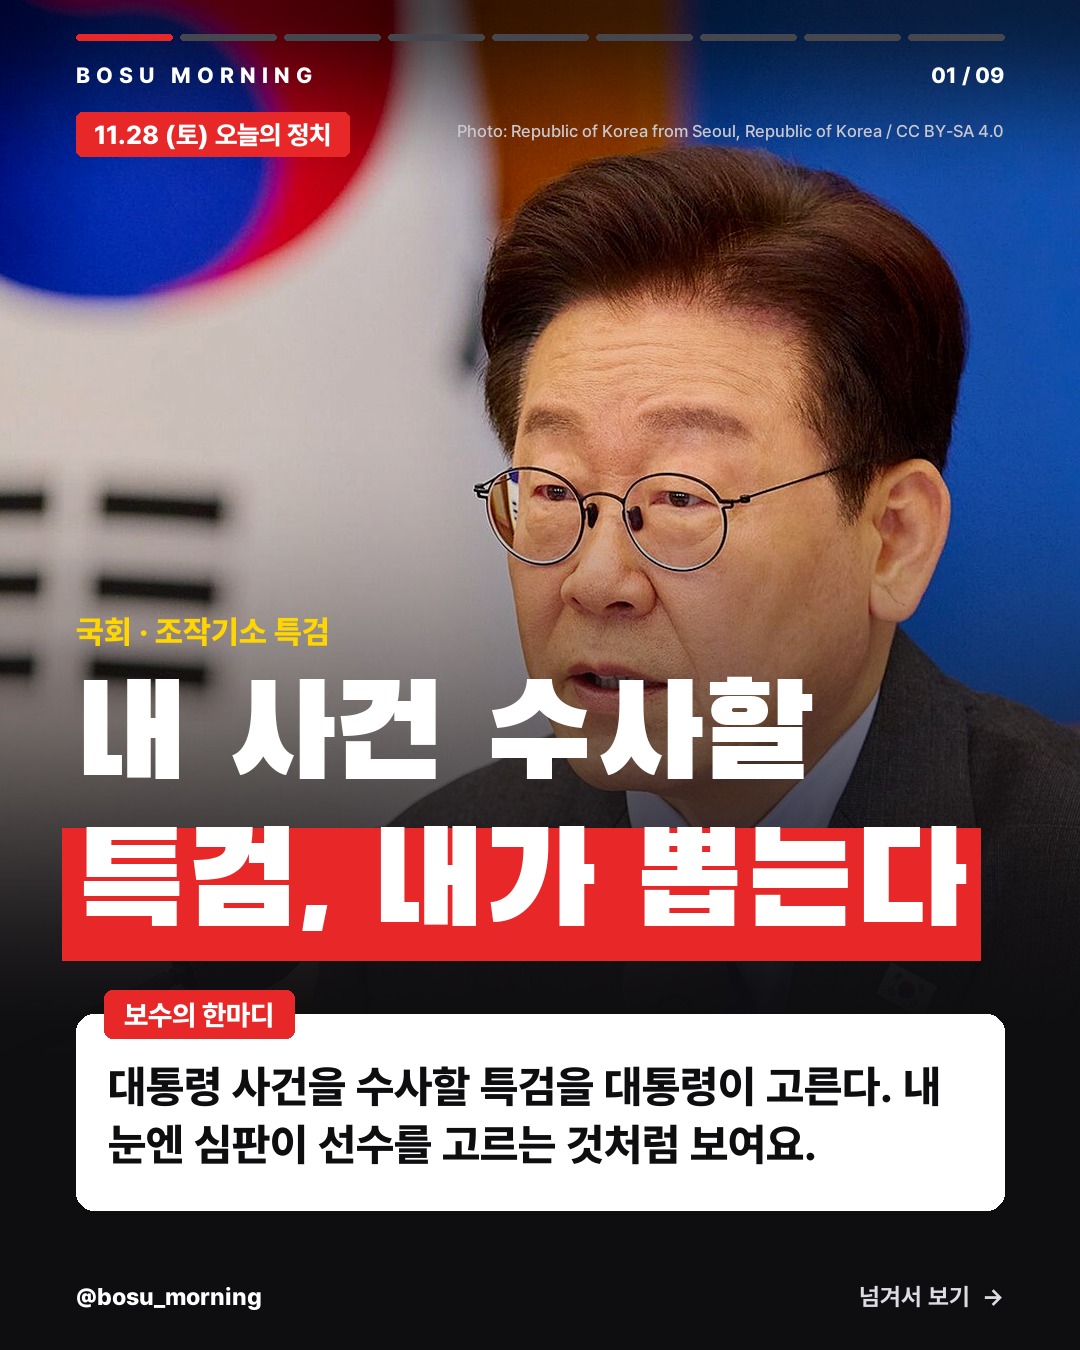 BOSU MORNING
01 / 09
11.28 (토) 오늘의 정치
Photo: Republic of Korea from Seoul, Republic of Korea / CC BY-SA 4.0
국회 · 조작기소 특검
내 사건 수사할
특검, 내가 뽑는다
보수의 한마디
대통령 사건을 수사할 특검을 대통령이 고른다. 내
눈엔 심판이 선수를 고르는 것처럼 보여요.
@bosu_morning
넘겨서 보기 →